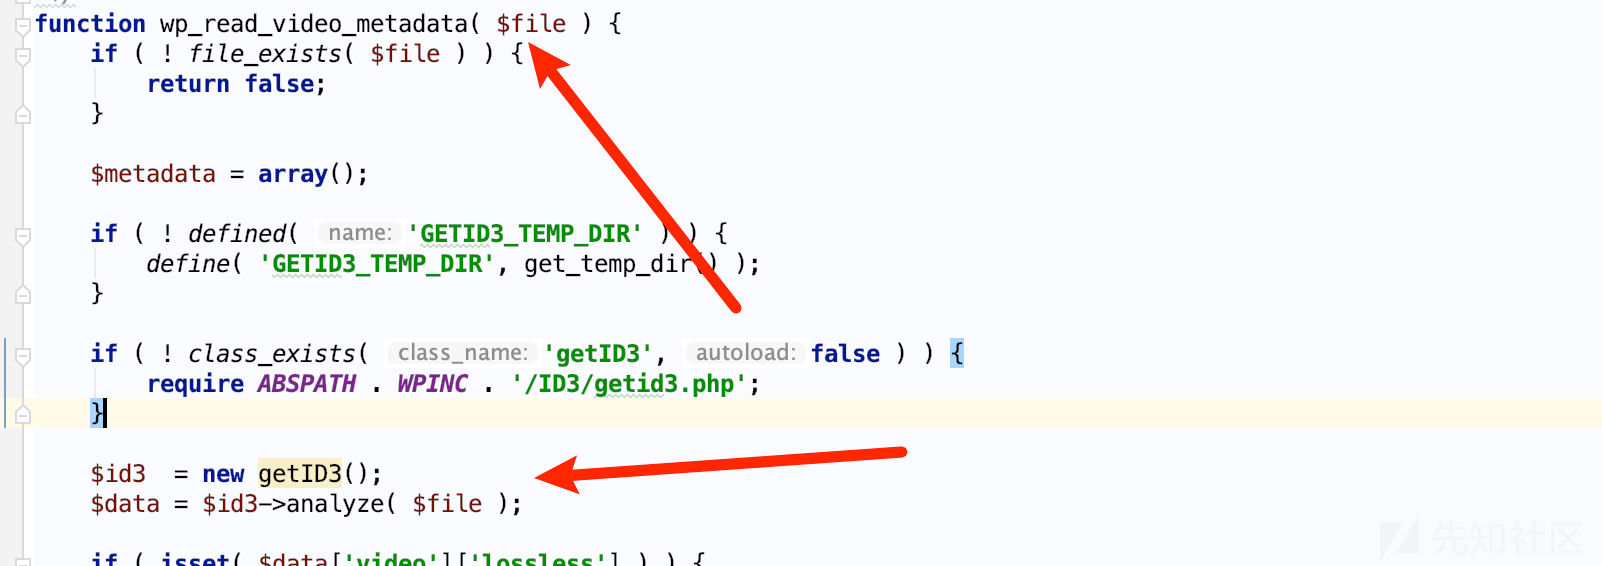 function wp_read_video_metadata( $file ) {
if ( ! file_exists( $file ) ) {
return false;
}
$metadata = array();
if ( ! defined( name: 'GETID3_TEMP_DIR' ) ) {
define( 'GETID3_TEMP_DIR', get_temp_dir() );
}
if ( ! class_exists( class_name: 'getID3', autoload: false ) ) {
require ABSPATH . WPINC . '/ID3/getid3.php';
}
$id3  = new getID3();
$data = $id3->analyze( $file );
if ( isset( $data['video']['lossless'] ) ) {
先知社区